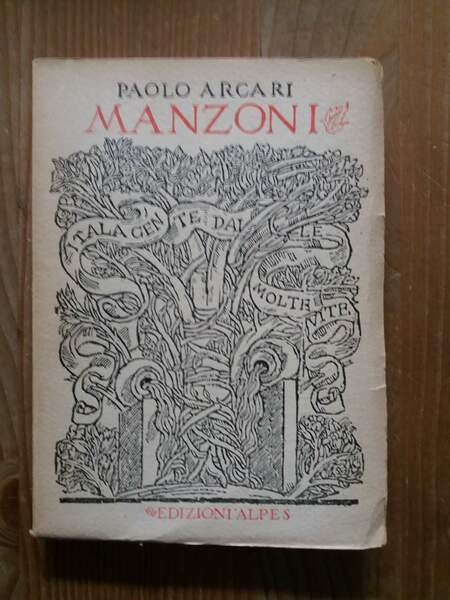 PAOLO ARCARI
MANZONI
ITALA GENTE DALLE
MOLTE VITE
EDIZIONI ALPES